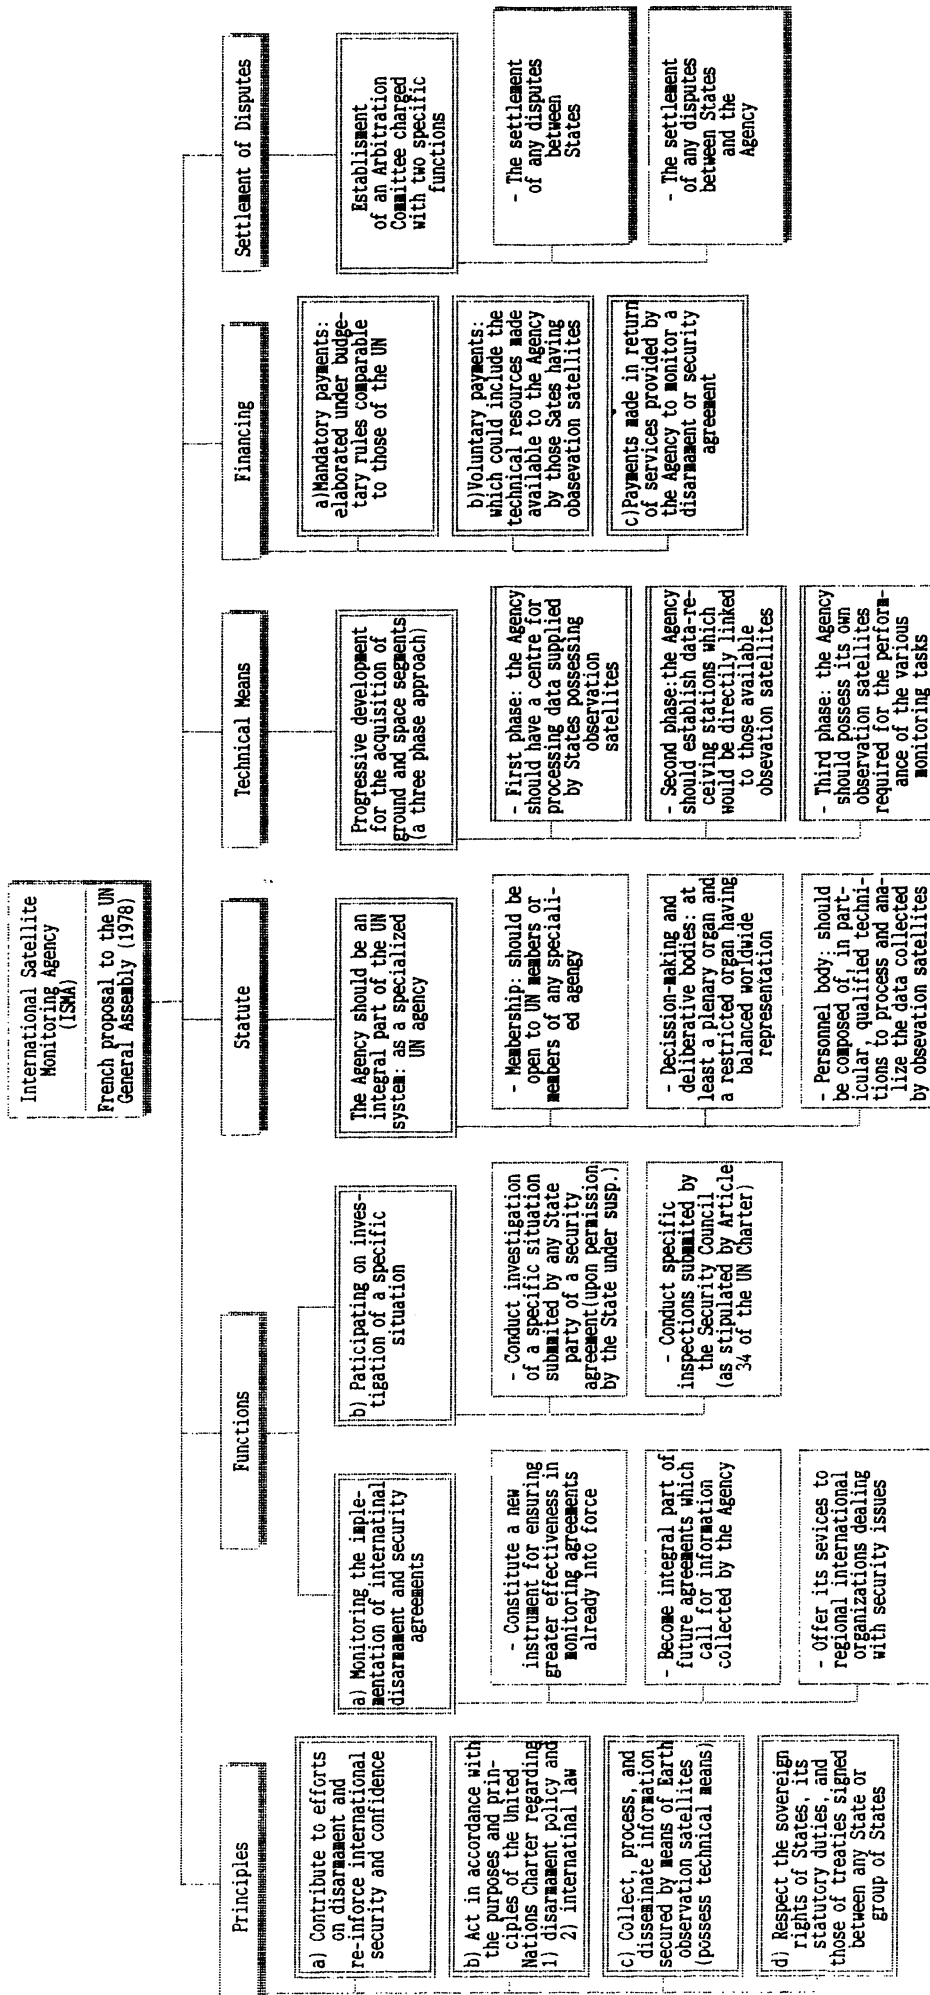 International Satellite
Monitoring Agency
(ISMA)
French proposal to the UN
General Assembly (1978)
Principles
a) Contribute to efforts
on disarmament and
re-inforce international
security and confidence
b) Act in accordance with
the purposes and prin-
ciples of the United
Nations Charter regarding
1) disarmament policy and
2) internatinal law
c) Collect, process, and
disseminate information
secured by means of Earth
observation satellites
(possess technical means)
d) Respect the sovereign
rights of States, its
statutory duties, and
those of treaties signed
between any State or
group of States
Functions
a) Monitoring the imple-
mentation of international
disarmament and security
agreements
- Constitute a new
instrument for ensuring
greater effectiveness in
monitoring agreements
already into force
- Become integral part of
future agreements which
call for information
collected by the Agency
- Offer its sevices to
regional international
organizations dealing
with security issues
b) Paticipating on inves-
tigation of a specific
situation
- Conduct investigation
of a specific situation
submmited by any State
party of a security
agreement(upon permission
by the State under susp.)
- Conduct specific
inspections submmited by
the Security Council
(as stipulated by Article
34 of the UN Charter)
Statute
The Agency should be an
integral part of the UN
system: as a specialized
UN agency
- Membership: should be
open to UN members or
members of any speciali-
ed agency
- Decission-making and
deliberative bodies: at
least a plenary organ and
a restricted organ having
balanced worldwide
representation
- Personnel body: should
be composed of, in part-
icular, qualified techni-
tions to process and ana-
lize the data collected
by obsevation satellites
Technical Means
Progressive development
for the acquisition of
ground and space segments
(a three phase approach)
- First phase: the Agency
should have a centre for
processing data supplied
by States possessing
observation
satellites
- Second phase:the Agency
should establish data-re-
ceiving stations which
would be directly linked
to those available
obsevation satellites
- Third phase: the Agency
should possess its own
observation satellites
required for the perform-
ance of the various
monitoring tasks
Financing
a)Mandatory payments:
elaborated under budge-
tary rules comparable
to those of the UN
b)Voluntary payments:
which could include the
technical resources made
available to the Agency
by those Sates having
obasevation satellites
c)Payments made in return
of services provided by
the Agency to monitor a
disarmament or security
agreement
Settlement of Disputes
Establisment
of an Arbitration
Committee charged
with two specific
functions
- The settlement
of any disputes
between
States
- The settlement
of any disputes
between States
and the
Agency